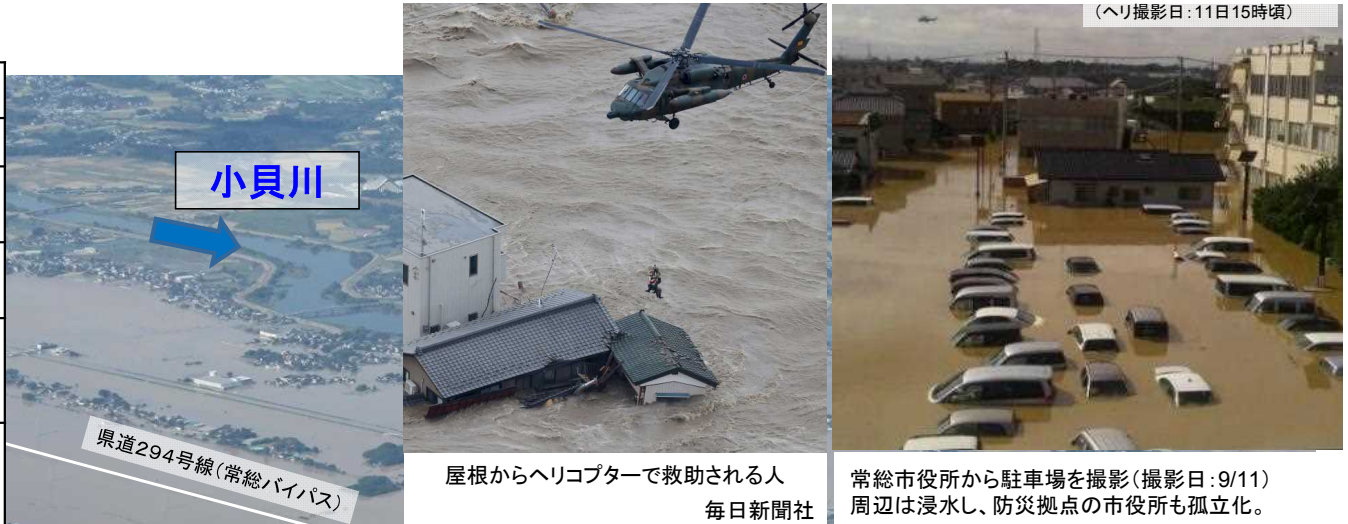 小貝川
県道294号線(常総バイパス)
屋根からヘリコプターで救助される人
毎日新聞社
(ヘリ撮影日:11日15時頃)
常総市役所から駐車場を撮影(撮影日:9/11)
周辺は浸水し、防災拠点の市役所も孤立化。